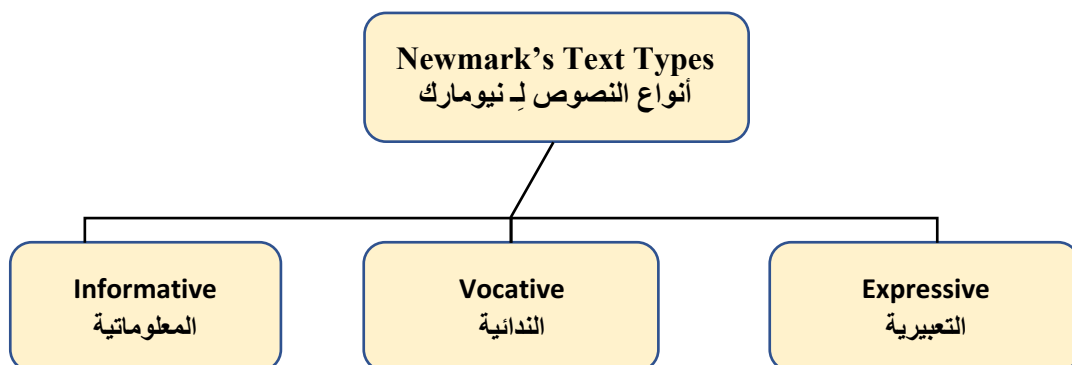 Newmark’s Text Types
أنواع النصوص لِـ نيومارك
Informative
المعلوماتية
Vocative
الندائية
Expressive
التعبيرية